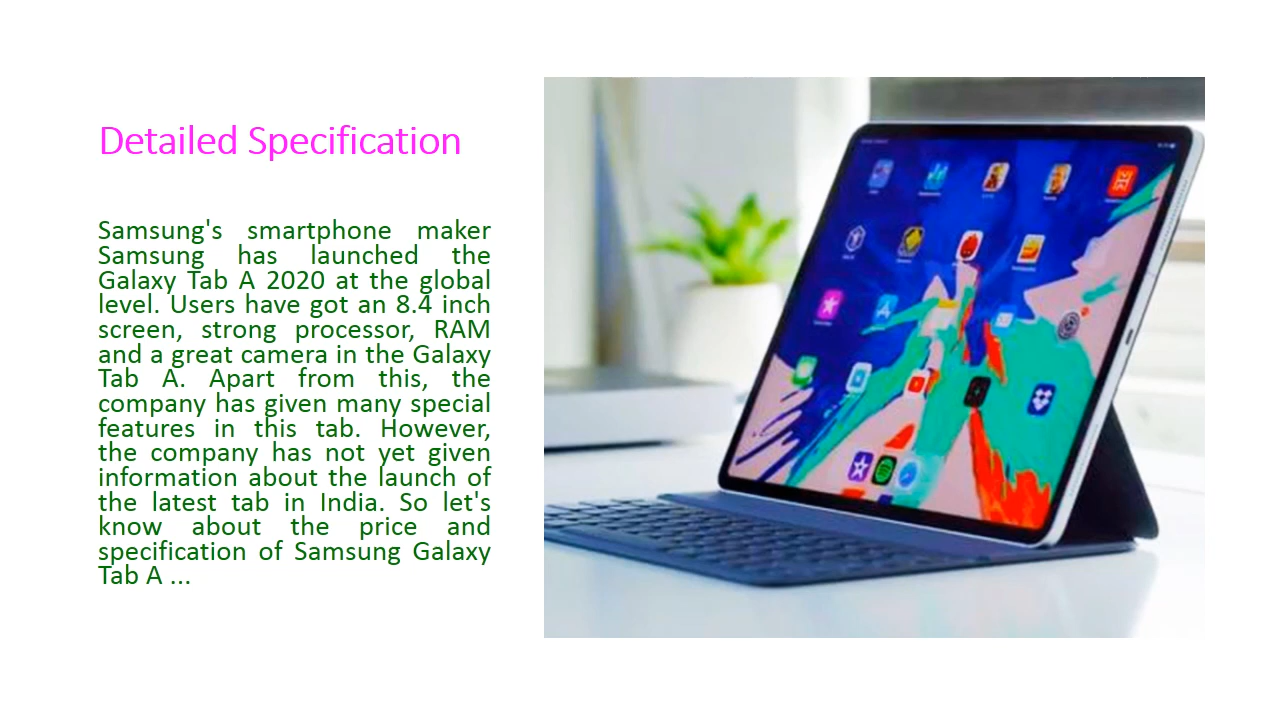 Detailed Specification
Samsung's smartphone maker
Samsung has launched the
Galaxy Tab A 2020 at the global
level. Users have got an 8.4 inch
screen, strong processor, RAM
and a great camera in the Galaxy
Tab A. Apart from this, the
company has given many special
features in this tab. However,
the company has not yet given
information about the launch of
the latest tab in India. So let's
know about the price and
specification of Samsung Galaxy
Tab A ...